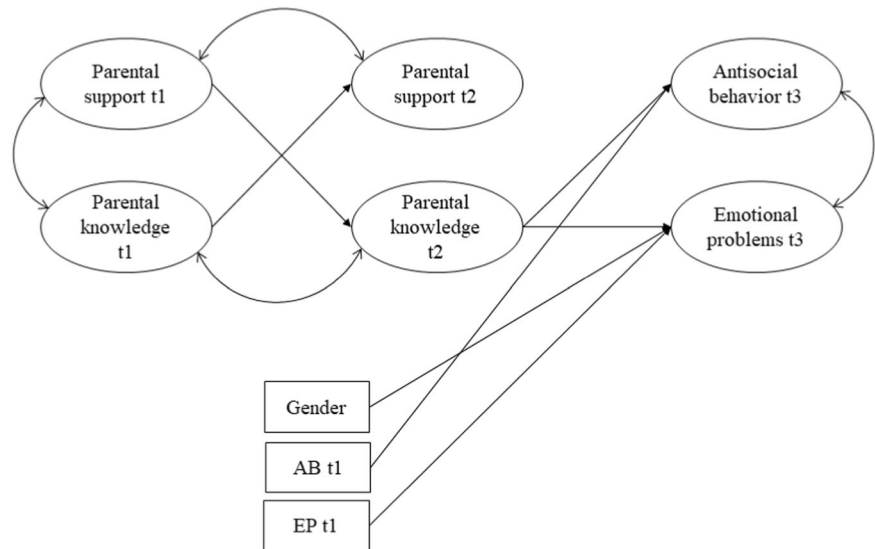 Parental
support t1
Parental
support t2
Antisocial
behavior t3
Parental
knowledge
t1
Parental
knowledge
t2
Emotional
problems t3
Gender
AB t1
EP t1